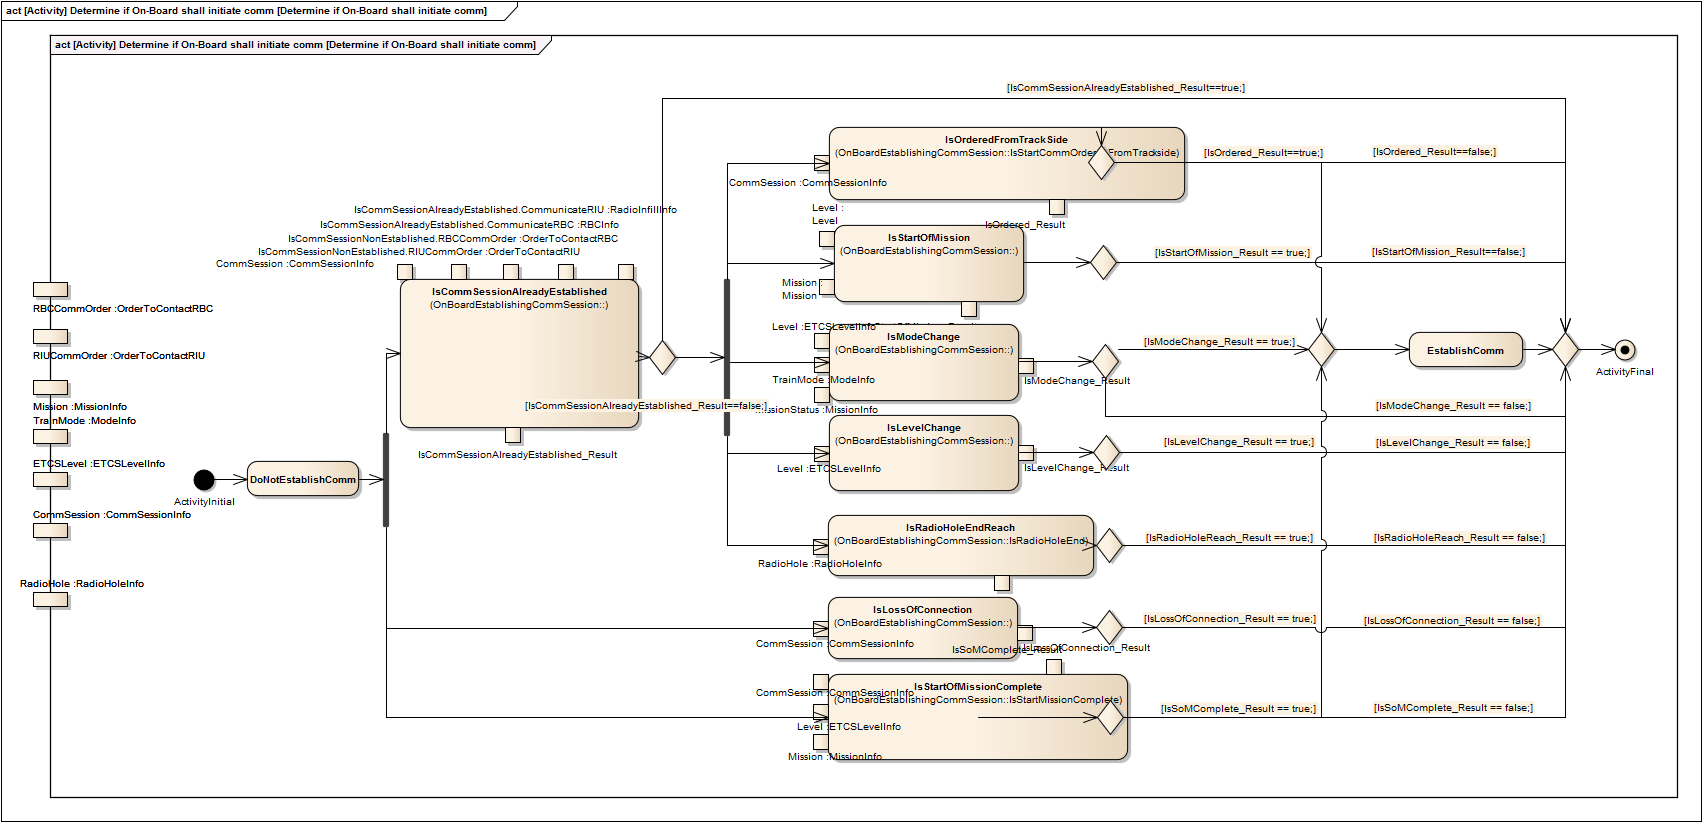 act [Activity] Determine if On-Board shall initiate comm [Determine if On-Board shall initiate comm]
act [Activity] Determine if On-Board shall initiate comm [Determine if On-Board shall initiate comm]
[IsCommSessionAlreadyEstablished_Result==true;]
IsOrderedFromTrackSide
(OnBoardEstablishingCommSession::IsStartCommOrder FromTrackside)
[IsOrdered_Result==true;]
[IsOrdered_Result==false;]
CommSession :CommSessionInfo
IsCommSessionAlreadyEstablished.CommunicateRIU :RadioInfillInfo
IsCommSessionAlreadyEstablished.CommunicateRBC :RBCInfo
IsCommSessionNonEstablished.RBCCommOrder :OrderToContactRBC
IsCommSessionNonEstablished.RIUCommOrder :OrderToContactRIU
CommSession :CommSessionInfo
Level :
Level
IsOrdered_Result
IsStartOfMission
(OnBoardEstablishingCommSession::)
[IsStartOfMission_Result == true;]
[IsStartOfMission_Result==false;]
Mission :
Mission
IsCommSessionAlreadyEstablished
(OnBoardEstablishingCommSession::)
RBCCommOrder :OrderToContactRBC
Level :ETCSLevelInfo
IsModeChange
(OnBoardEstablishingCommSession::)
[IsModeChange_Result == true;]
EstablishComm
ActivityFinal
RIUCommOrder :OrderToContactRIU
TrainMode :ModeInfo
IsModeChange_Result
Mission :MissionInfo
TrainMode :ModeInfo
[IsCommSessionAlreadyEstablished_Result==false;]
ssionStatus :MissionInfo
[IsModeChange_Result == false;]
IsLevelChange
(OnBoardEstablishingCommSession::)
[IsLevelChange_Result == true;]
[IsLevelChange_Result == false;]
IsCommSessionAlreadyEstablished_Result
ETCSLevel :ETCSLevelInfo
Level :ETCSLevelInfo
IsLevelChange_Result
DoNotEstablishComm
ActivityInitial
CommSession :CommSessionInfo
IsRadioHoleEndReach
(OnBoardEstablishingCommSession::IsRadioHoleEnd)
[IsRadioHoleReach_Result == true;]
[IsRadioHoleReach_Result == false;]
RadioHole :RadioHoleInfo
RadioHole :RadioHoleInfo
IsLossOfConnection
(OnBoardEstablishingCommSession::)
[IsLossOfConnection_Result == true;]
[IsLossOfConnection_Result == false;]
CommSession :CommSessionInfo
IsSoMComplete_Result
IsLossOfConnection_Result
IsStartOfMissionComplete
(OnBoardEstablishingCommSession::IsStartMissionComplete)
CommSession :CommSessionInfo
[IsSoMComplete_Result == true;]
[IsSoMComplete_Result == false;]
Level :ETCSLevelInfo
Mission :MissionInfo